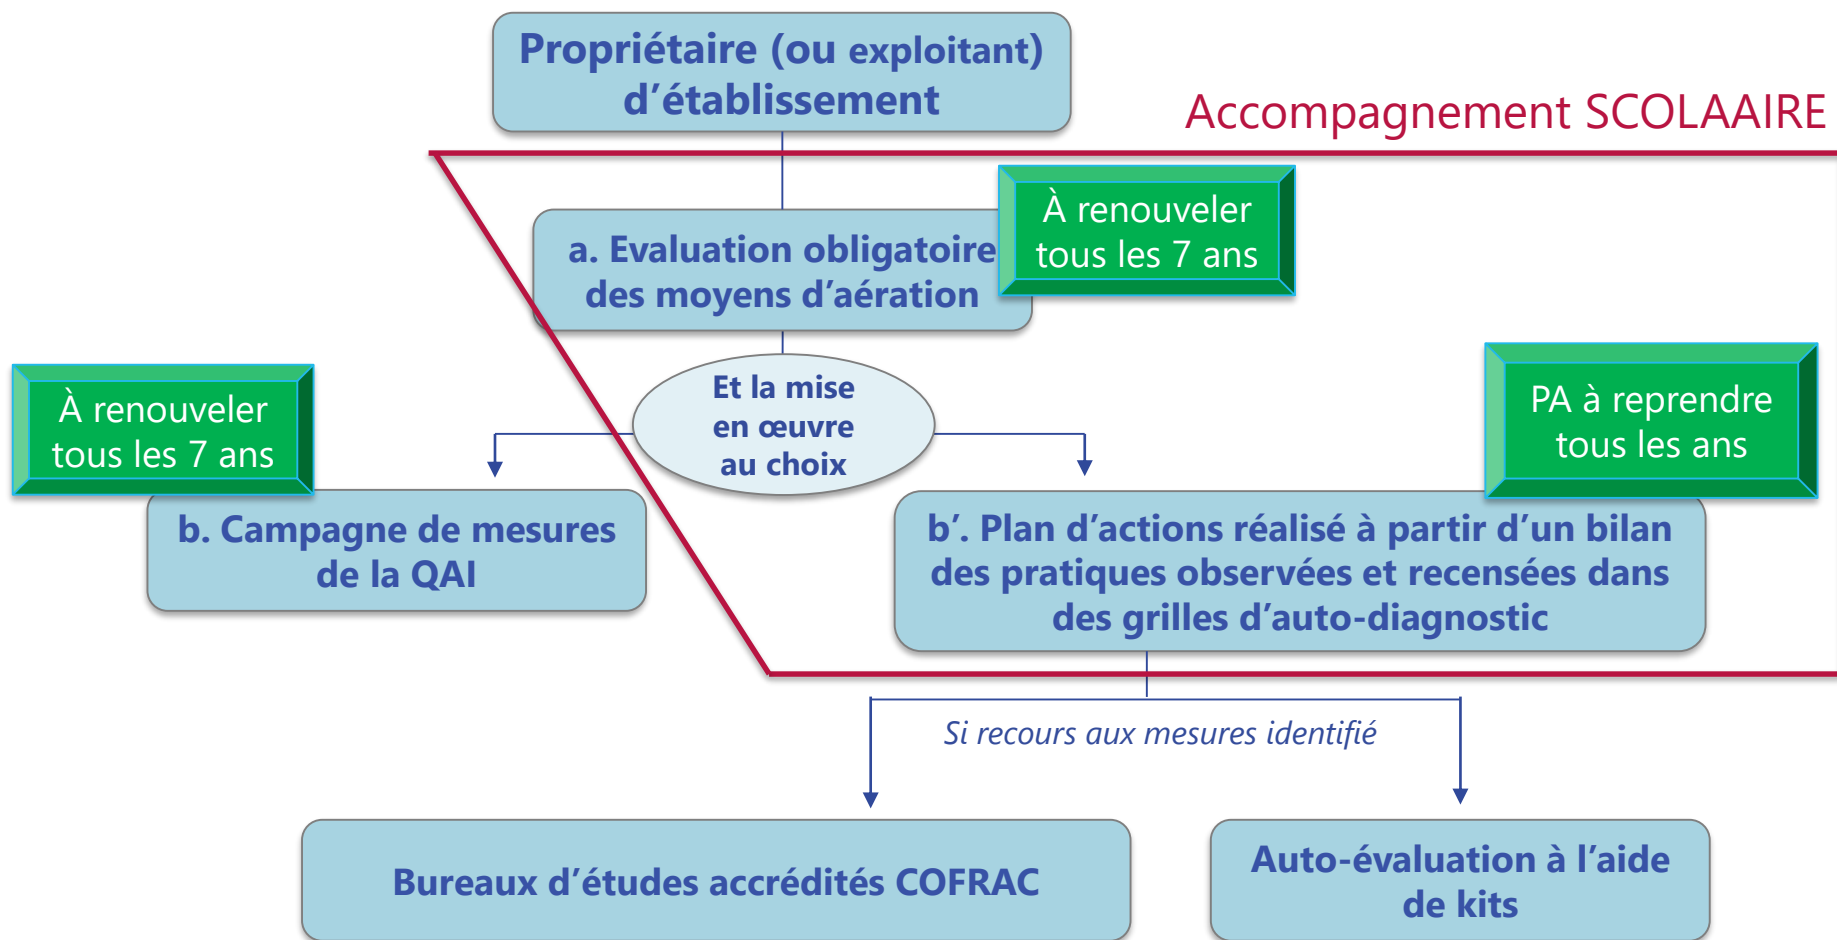 Propriétaire (ou exploitant)
d’établissement
Accompagnement SCOLAAIRE
À renouveler
tous les 7 ans
a. Evaluation obligatoire
des moyens d’aération
Et la mise
en œuvre
au choix
À renouveler
tous les 7 ans
PA à reprendre
tous les ans
b. Campagne de mesures
de la QAI
b’. Plan d’actions réalisé à partir d’un bilan
des pratiques observées et recensées dans
des grilles d’auto-diagnostic
Si recours aux mesures identifié
Bureaux d’études accrédités COFRAC
Auto-évaluation à l’aide
de kits